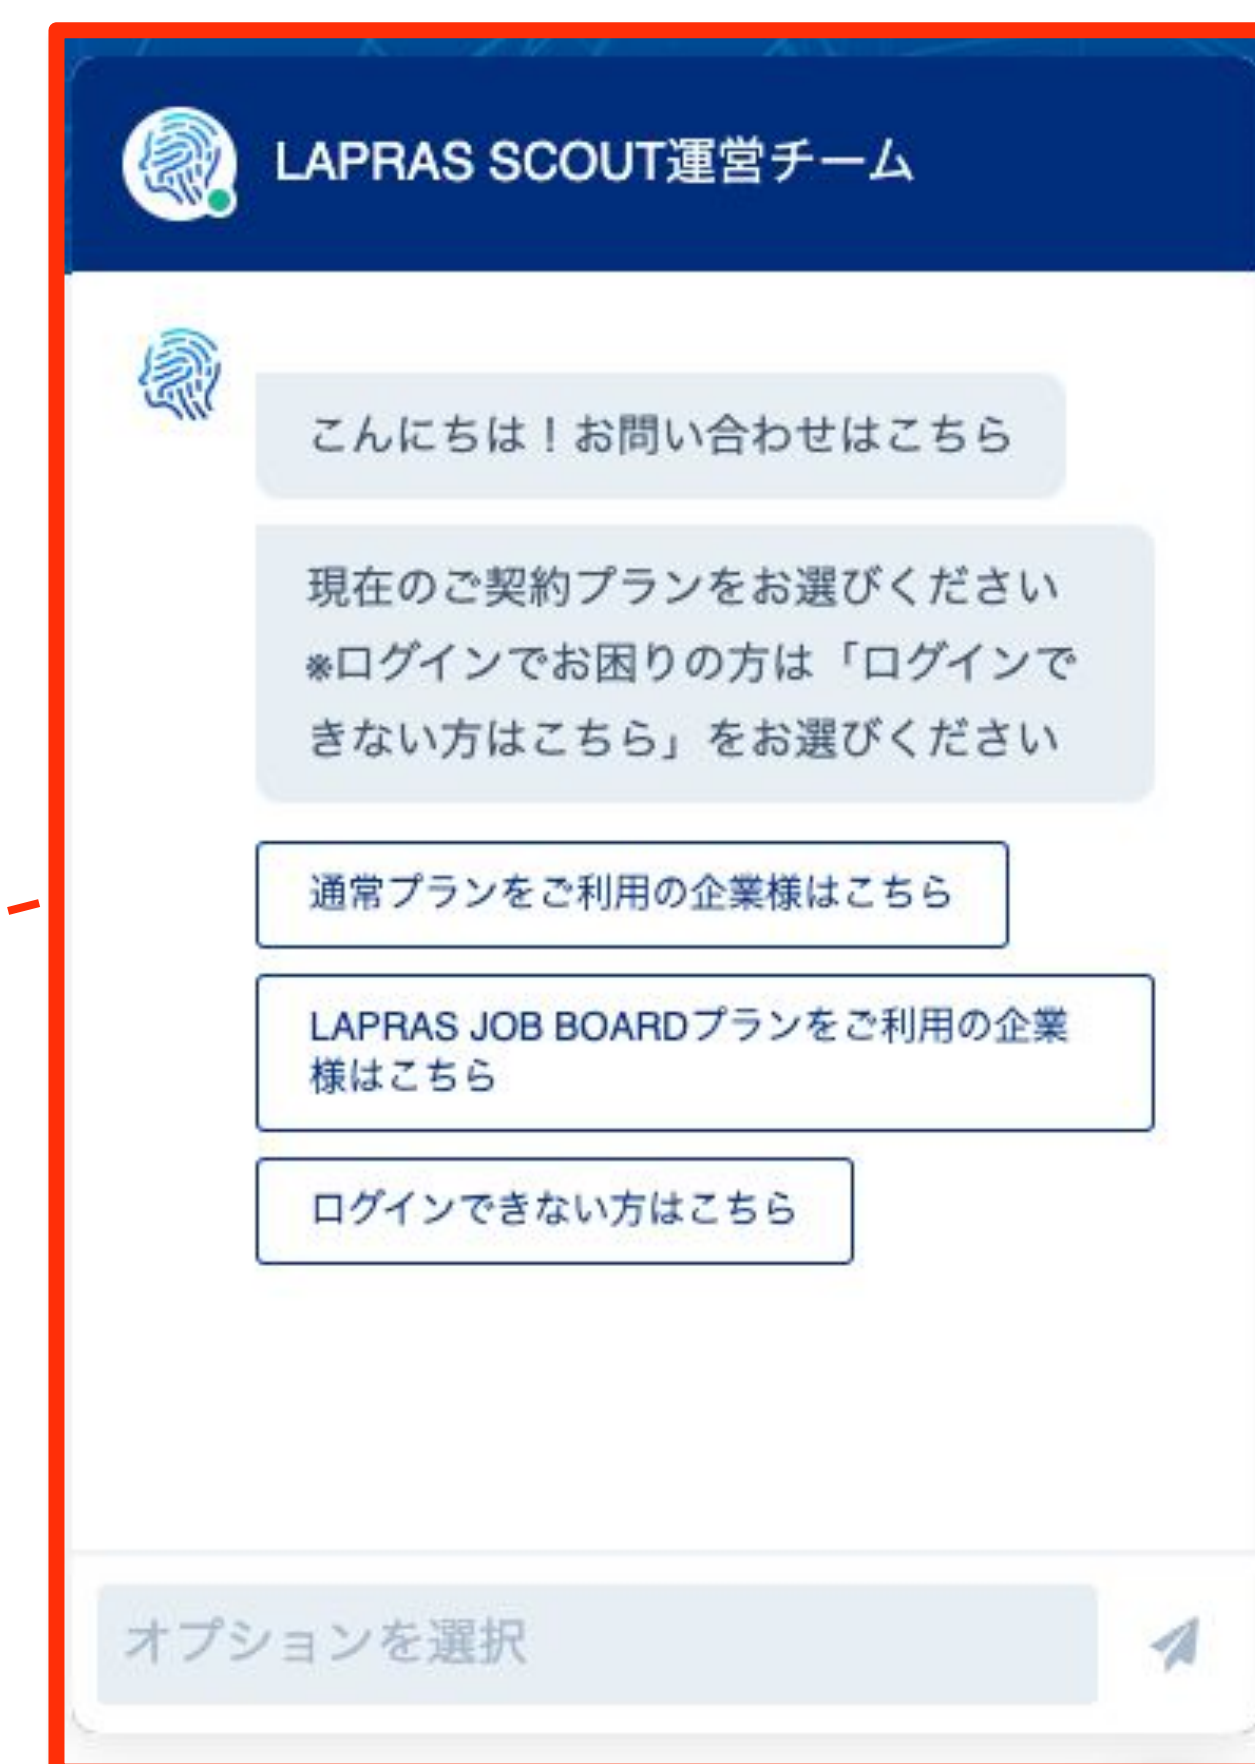 LAPRAS SCOUT運営チーム
こんにちは！お問い合わせはこちら
現在のご契約プランをお選びください
※ログインでお困りの方は「ログインで
きない方はこちら」をお選びください
通常プランをご利用の企業様はこちら
LAPRAS JOB BOARDプランをご利用の企業
様はこちら
ログインできない方はこちら
オプションを選択